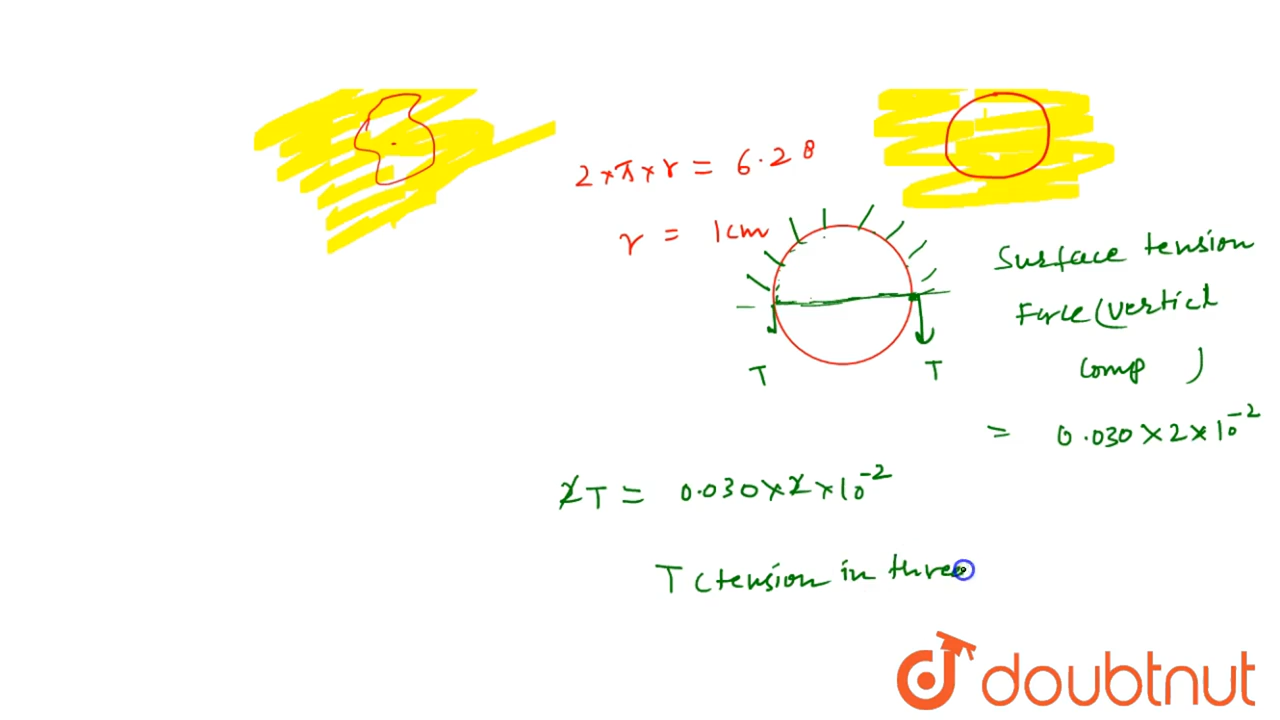 2×π×r = 6.28
r = 1cm
Surface tension
Force (vertical
comp )
= 0.030×2×10⁻²
T
T
2T = 0.030×2×10⁻²
T (tension in three
doubtnut